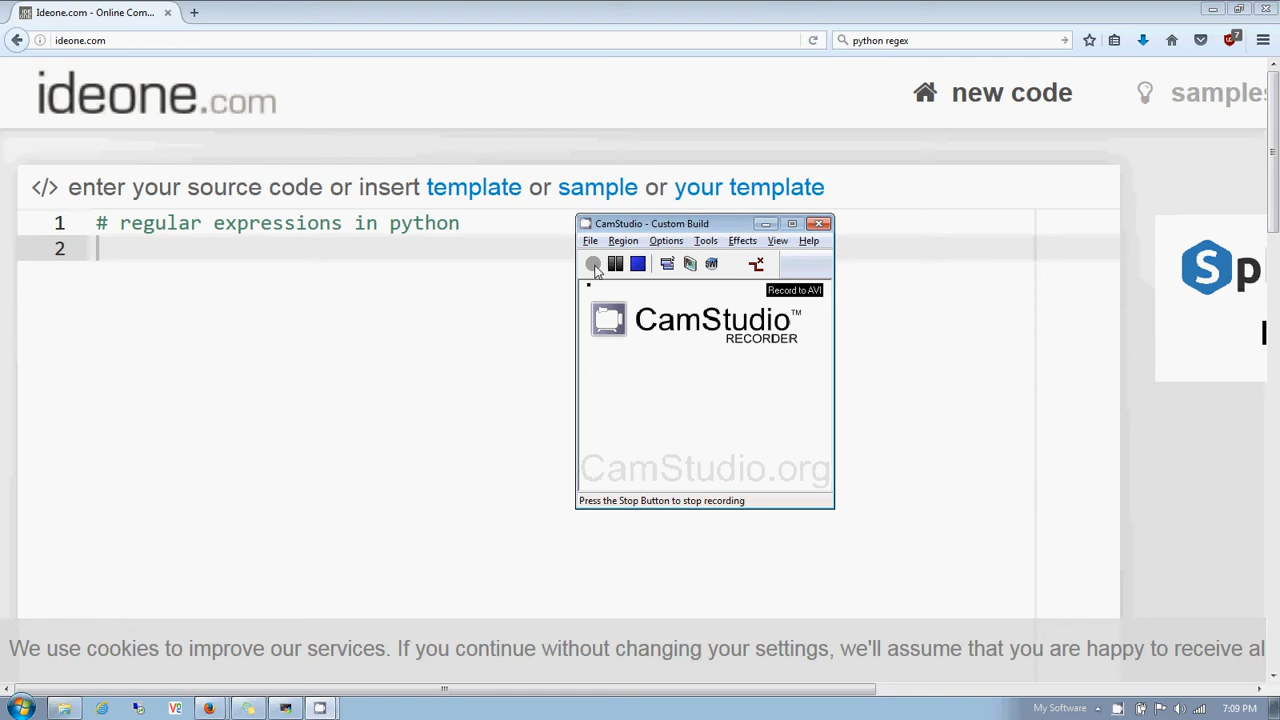 Ideone.com - Online Com...
ideone.com
python regex
7
ideone.com
new code
samples
</> enter your source code or insert template or sample or your template
1 # regular expressions in python
2
CamStudio - Custom Build
File Region Options Tools Effects View Help
Record to AVI
CamStudio™
RECORDER
CamStudio.org
Press the Stop Button to stop recording
Sp
We use cookies to improve our services. If you continue without changing your settings, we'll assume that you are happy to receive al
My Software
7:09 PM